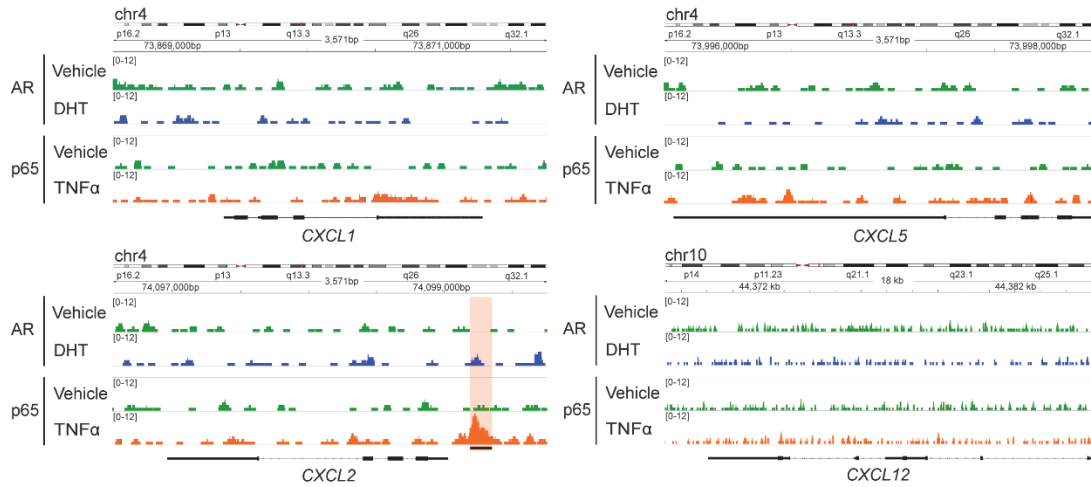 chr4
p16.2 p13 q13.3 q26 q32.1
73,869,000bp 3,571bp 73,871,000bp
AR
Vehicle [0-12]
DHT [0-12]
p65
Vehicle [0-12]
TNFα [0-12]
CXCL1
chr4
p16.2 p13 q13.3 q26 q32.1
73,996,000bp 3,571bp 73,998,000bp
AR
Vehicle [0-12]
DHT [0-12]
p65
Vehicle [0-12]
TNFα [0-12]
CXCL5
chr4
p16.2 p13 q13.3 q26 q32.1
74,097,000bp 3,571bp 74,099,000bp
AR
Vehicle [0-12]
DHT [0-12]
p65
Vehicle [0-12]
TNFα [0-12]
CXCL2
chr10
p14 p11.23 q21.1 q23.1 q25.1
44,372 kb 18 kb 44,382 kb
AR
Vehicle [0-12]
DHT [0-12]
p65
Vehicle [0-12]
TNFα [0-12]
CXCL12